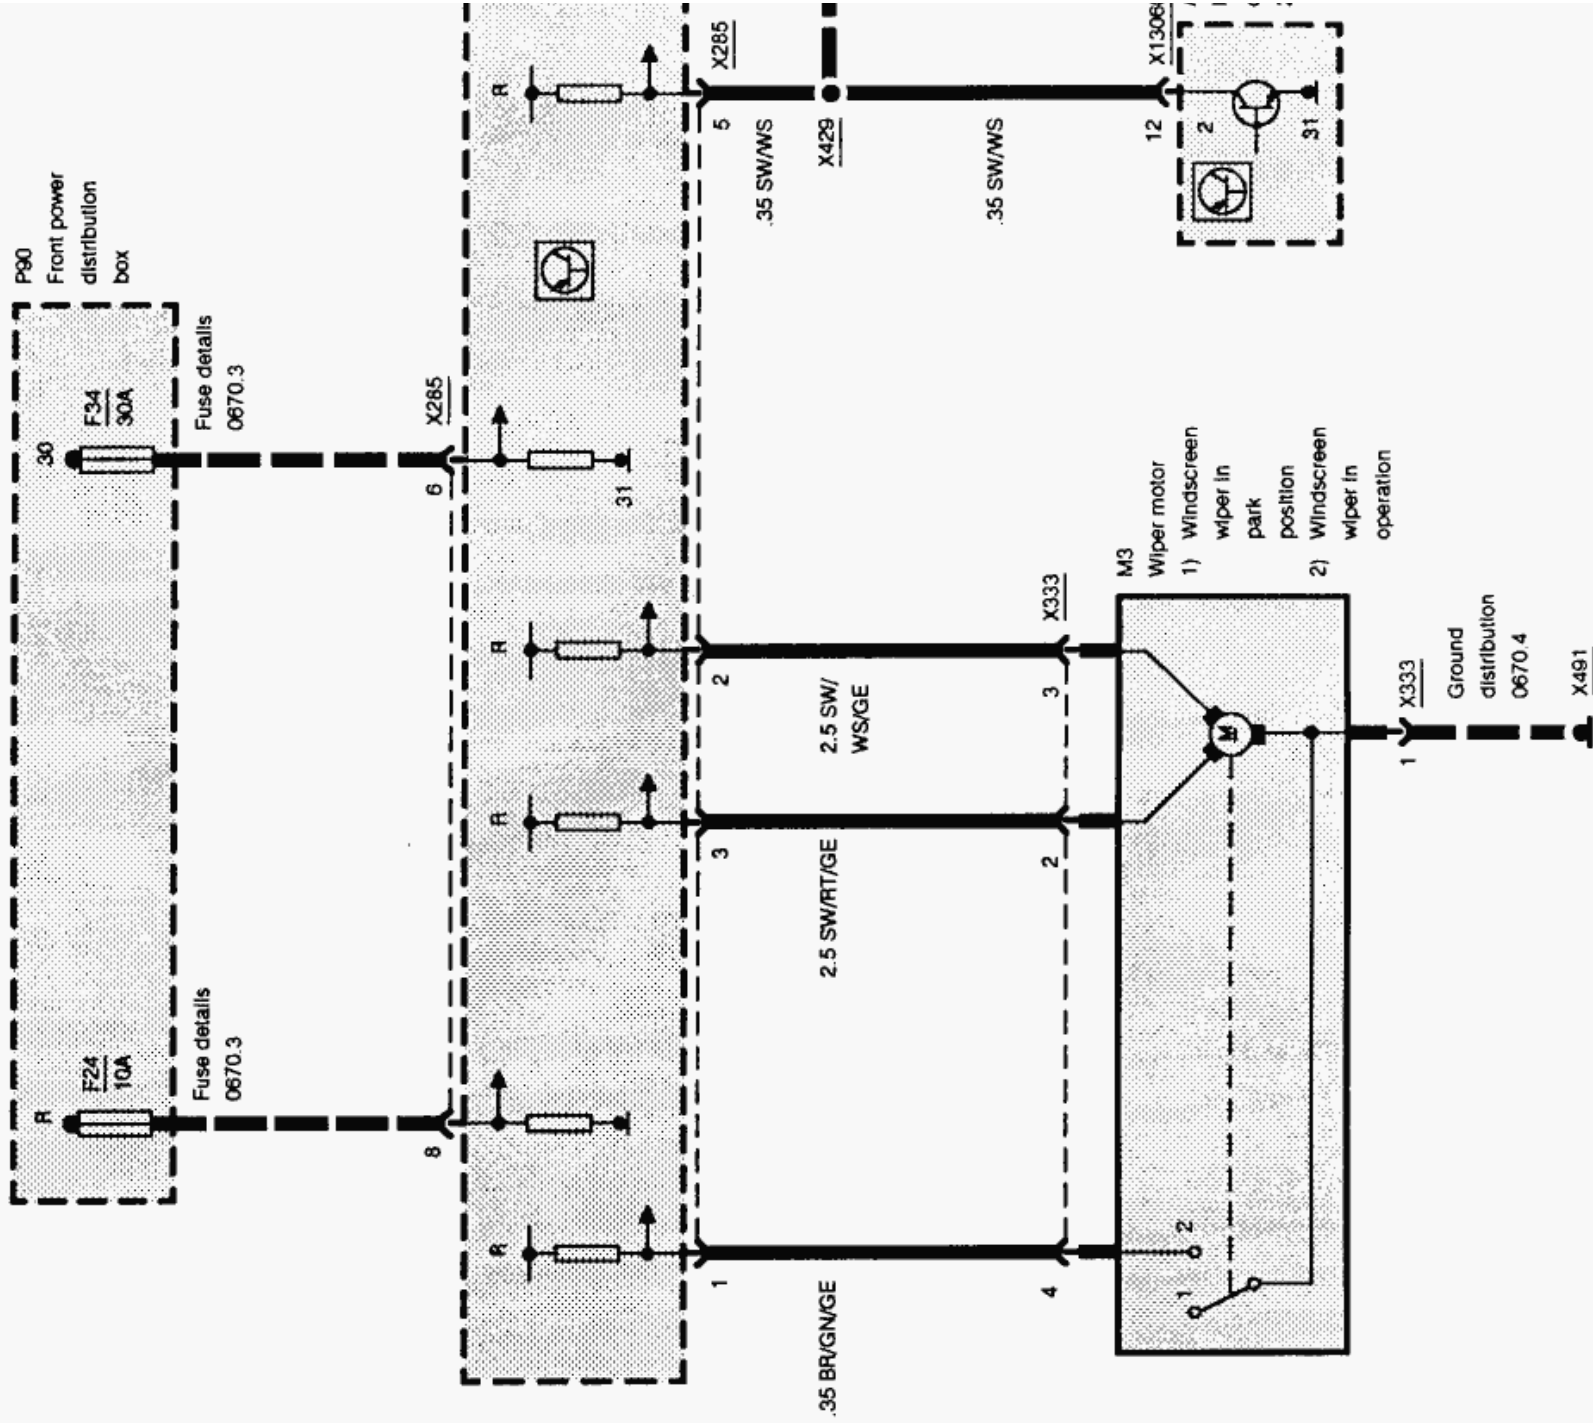 P90
Front power
distribution
box
30
F34
30A
Fuse details
0670.3
R
F24
10A
Fuse details
0670.3
6
X285
8
R
R
R
R
31
5
X285
.35 SW/WS
X429
.35 SW/WS
12
2
31
2
2.5 SW/
WS/GE
3
X333
3
2.5 SW/RT/GE
2
1
.35 BR/GN/GE
4
M3
Wiper motor
1) Windscreen
wiper in
park
position
2) Windscreen
wiper in
operation
M
1
2
1
X333
Ground
distribution
0670.4
X491